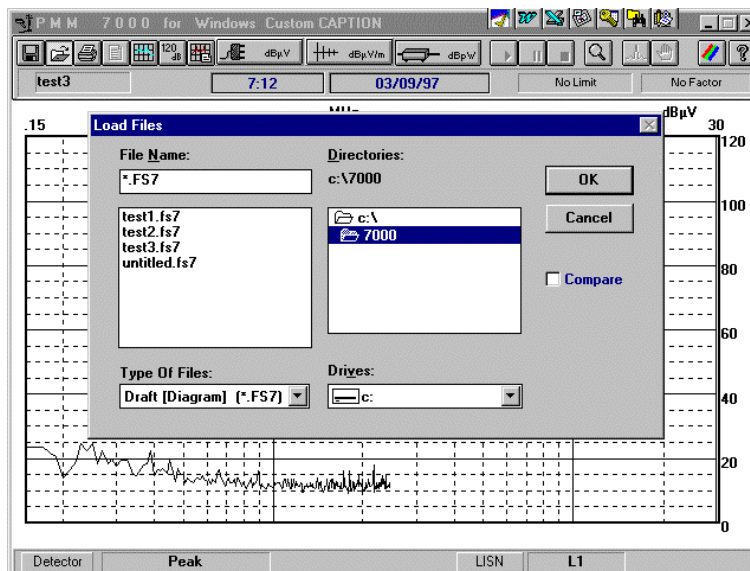 PMM 7000 for Windows Custom CAPTION
120 dB dBµV dBµV/m dBpW
test3 7:12 03/09/97 No Limit No Factor
dBµV
.15 30
Load Files
File Name: Directories:
*.FS7 c:\7000
OK
test1.fs7
test2.fs7
test3.fs7
untitled.fs7
c:\
7000
Cancel
Compare
Type Of Files: Drives:
Draft [Diagram] (*.FS7) c:
120
100
80
60
40
20
0
Detector Peak LISN L1